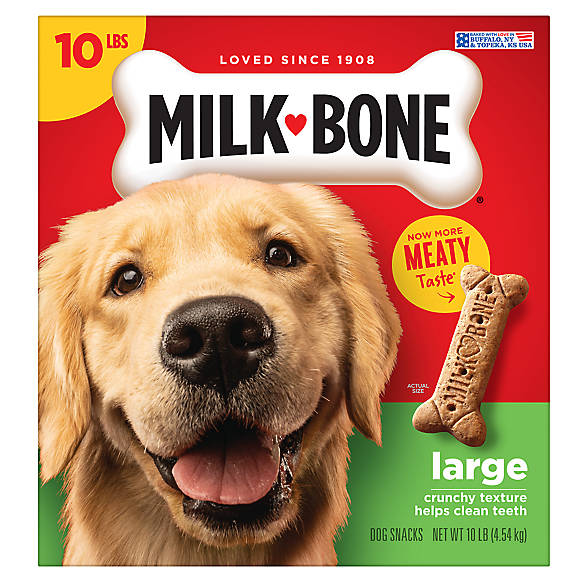 10 LBS
BAKED WITH LOVE IN
BUFFALO, NY
& TOPEKA, KS USA
LOVED SINCE 1908
MILK BONE
®
NOW MORE
MEATY
Taste*
MILK BONE
ACTUAL
SIZE
large
crunchy texture
helps clean teeth
DOG SNACKS NET WT 10 LB (4.54 kg)